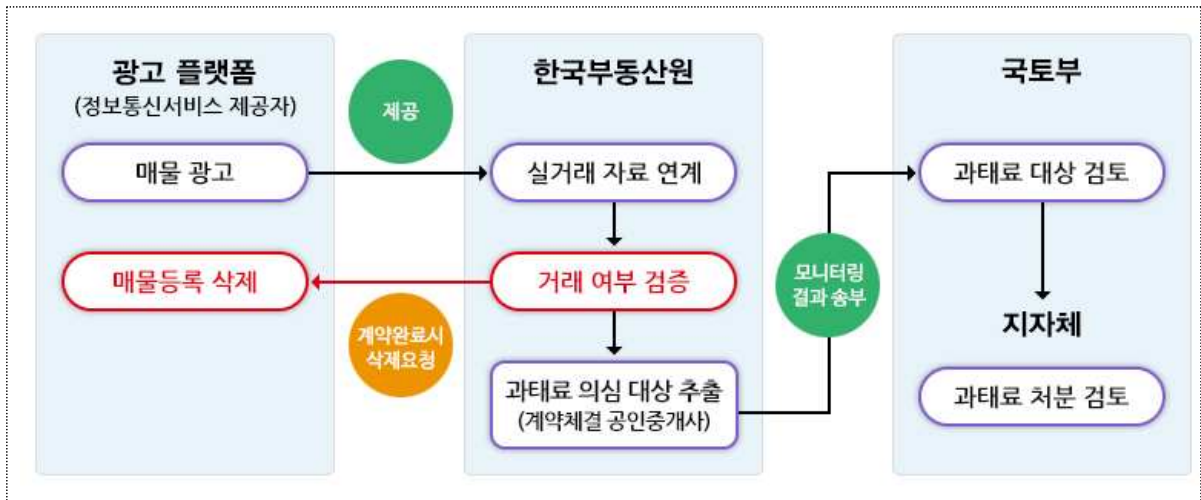 광고 플랫폼
(정보통신서비스 제공자)
매물 광고
매물등록 삭제
제공
계약완료시
삭제요청
한국부동산원
실거래 자료 연계
거래 여부 검증
과태료 의심 대상 추출
(계약체결 공인중개사)
모니터링
결과 송부
국토부
과태료 대상 검토
지자체
과태료 처분 검토